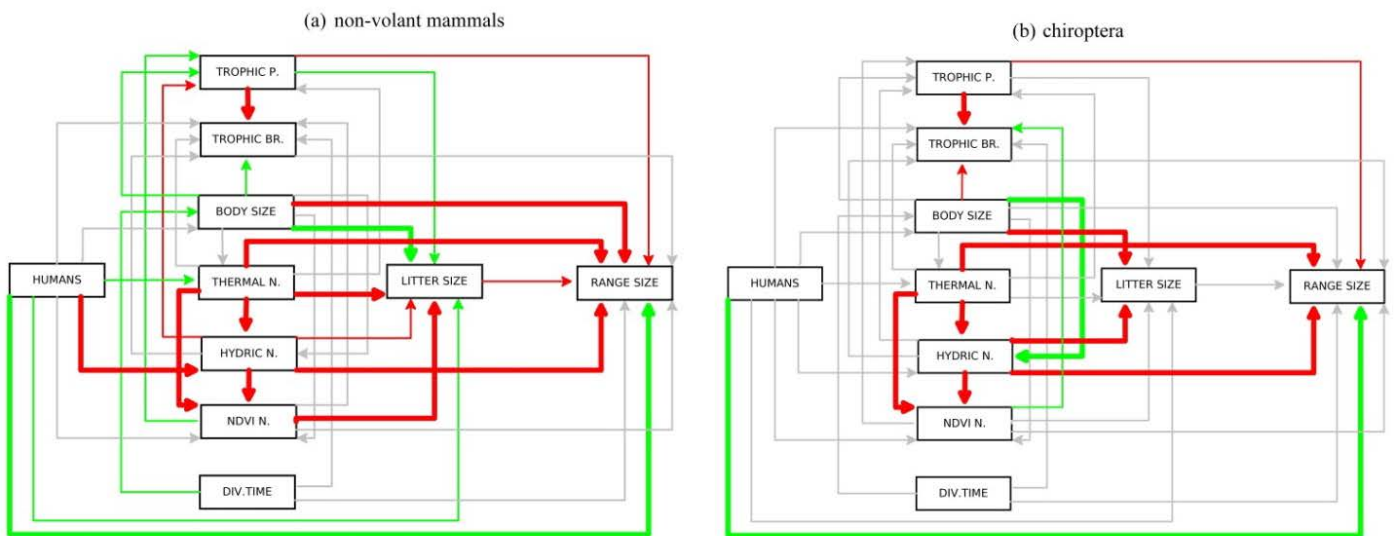 (a) non-volant mammals
TROPHIC P.
TROPHIC BR.
BODY SIZE
HUMANS
THERMAL N.
LITTER SIZE
RANGE SIZE
HYDRIC N.
NDVI N.
DIV.TIME
(b) chiroptera
TROPHIC P.
TROPHIC BR.
BODY SIZE
HUMANS
THERMAL N.
LITTER SIZE
RANGE SIZE
HYDRIC N.
NDVI N.
DIV.TIME